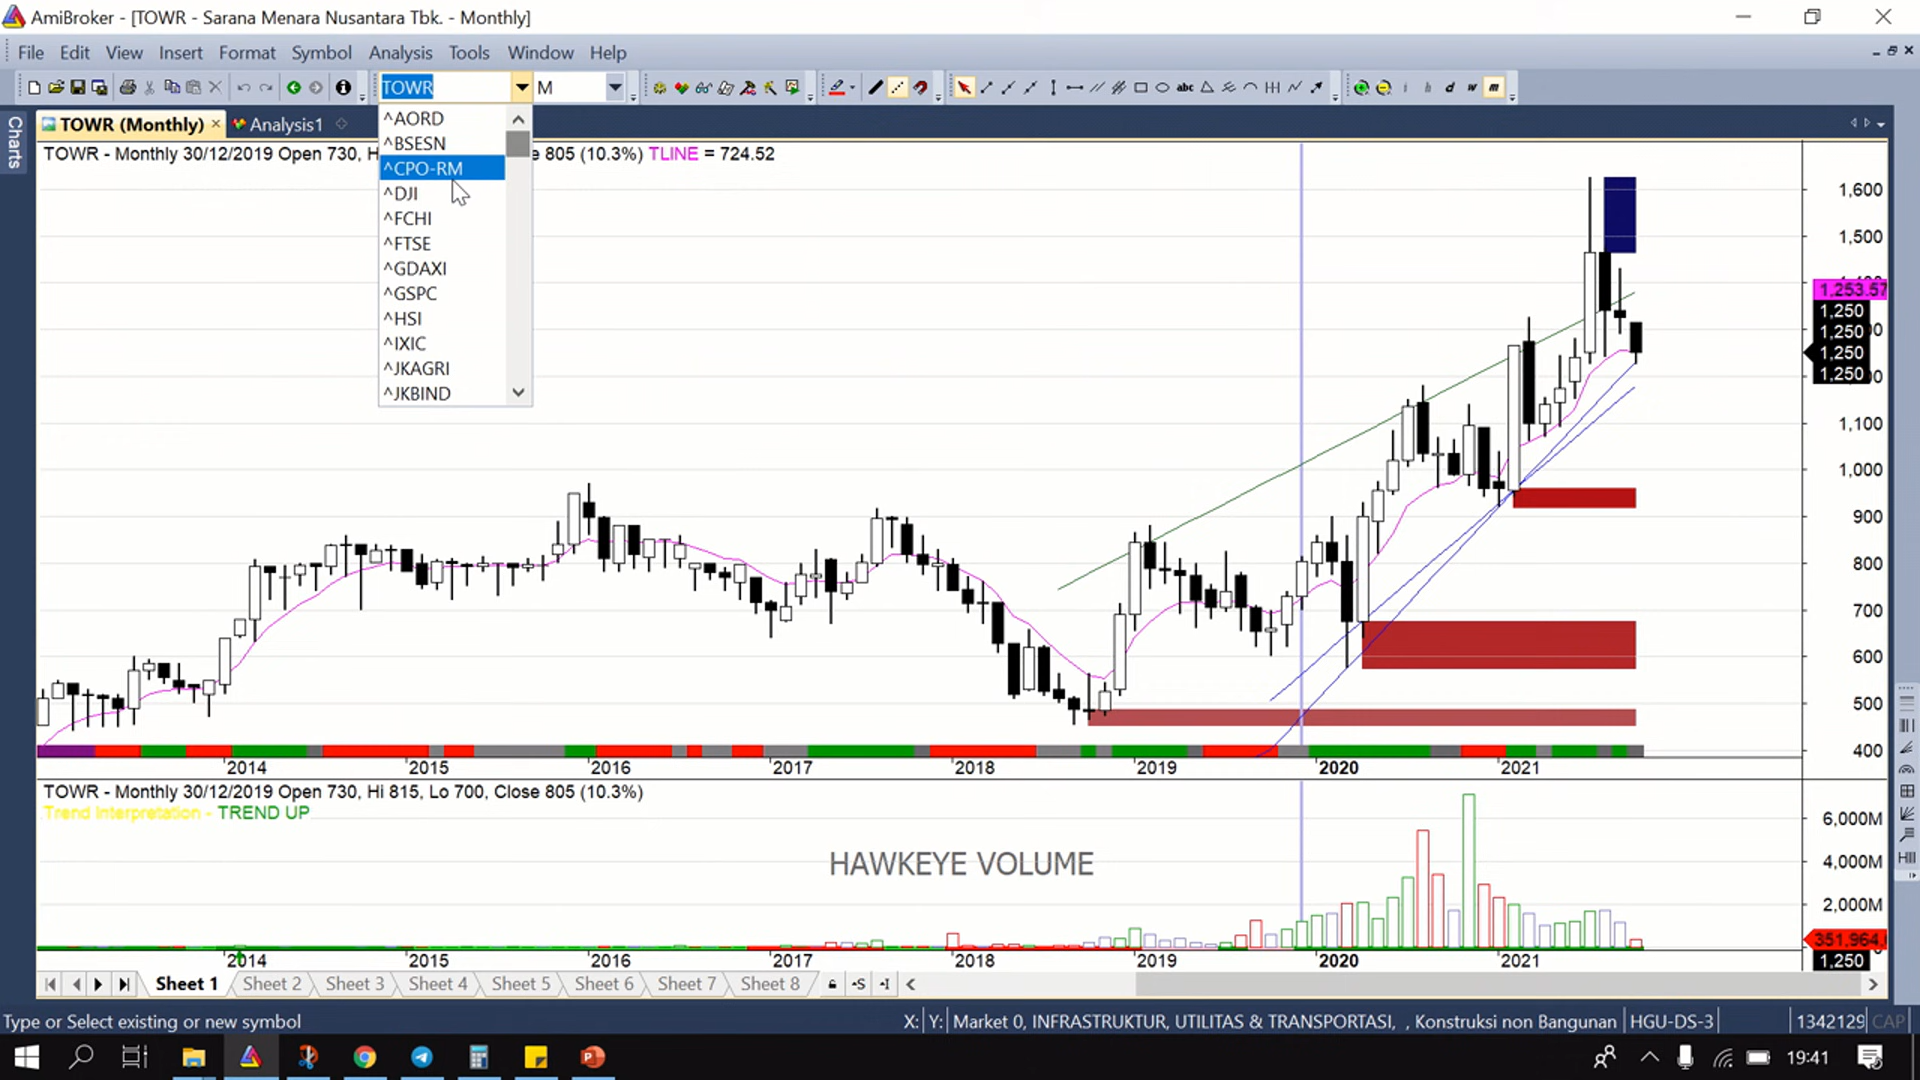 AmiBroker - [TOWR - Sarana Menara Nusantara Tbk. - Monthly]
File Edit View Insert Format Symbol Analysis Tools Window Help
TOWR M
abc i h d w m
Charts
TOWR (Monthly) Analysis1
^AORD
^BSESN
^CPO-RM
^DJI
^FCHI
^FTSE
^GDAXI
^GSPC
^HSI
^IXIC
^JKAGRI
^JKBIND
TOWR - Monthly 30/12/2019 Open 730, H e 805 (10.3%) TLINE = 724.52
1,600
1,500
1,253.57
1,250
1,250
1,250
1,250
1,100
1,000
900
800
700
600
500
400
2014 2015 2016 2017 2018 2019 2020 2021
TOWR - Monthly 30/12/2019 Open 730, Hi 815, Lo 700, Close 805 (10.3%)
Trend Interpretation - TREND UP
HAWKEYE VOLUME
6,000M
4,000M
2,000M
351,964.
1,250
2014 2015 2016 2017 2018 2019 2020 2021
Sheet 1 Sheet 2 Sheet 3 Sheet 4 Sheet 5 Sheet 6 Sheet 7 Sheet 8
Type or Select existing or new symbol X: Y: Market 0, INFRASTRUKTUR, UTILITAS & TRANSPORTASI, , Konstruksi non Bangunan HGU-DS-3 1342129 CAP
19:41